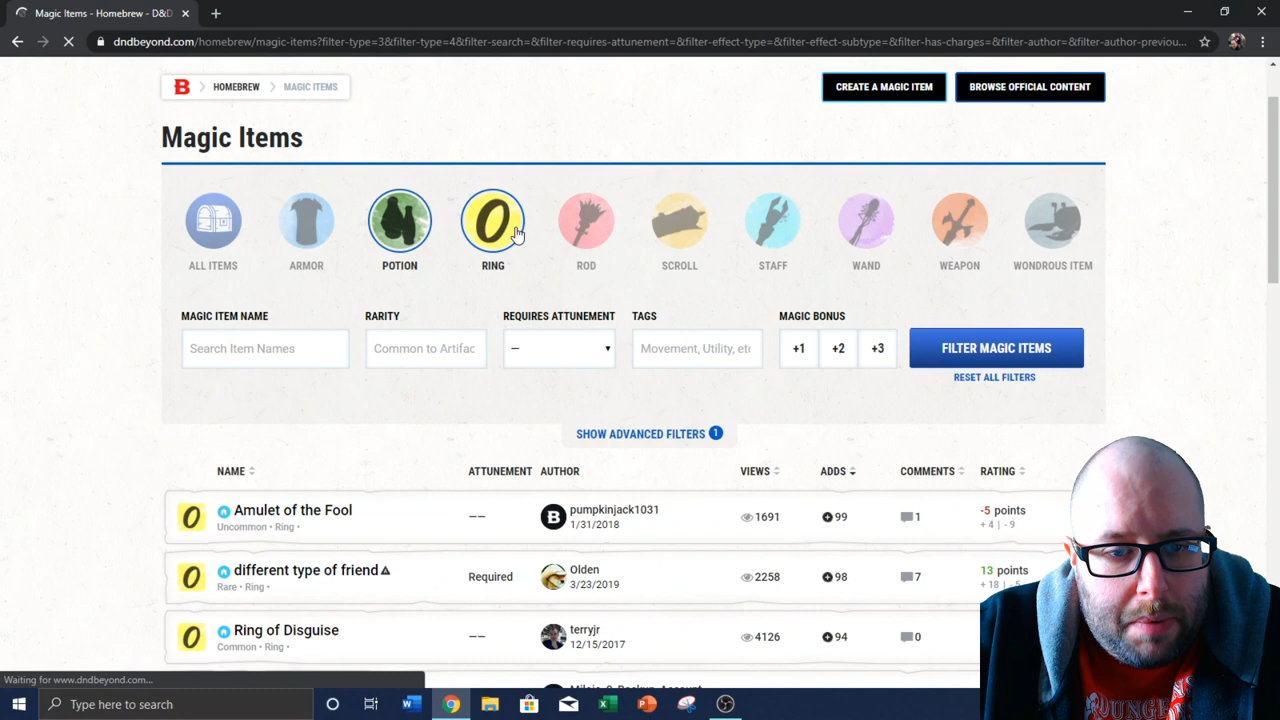 Magic Items - Homebrew - D&D
dndbeyond.com/homebrew/magic-items?filter-type=3&filter-type=4&filter-search=&filter-requires-attunement=&filter-effect-type=&filter-effect-subtype=&filter-has-charges=&filter-author=&filter-author-previou...
B HOMEBREW MAGIC ITEMS
CREATE A MAGIC ITEM BROWSE OFFICIAL CONTENT
Magic Items
ALL ITEMS ARMOR POTION RING ROD SCROLL STAFF WAND WEAPON WONDROUS ITEM
MAGIC ITEM NAME RARITY REQUIRES ATTUNEMENT TAGS MAGIC BONUS
Search Item Names Common to Artifac — Movement, Utility, etc +1 +2 +3 FILTER MAGIC ITEMS
RESET ALL FILTERS
SHOW ADVANCED FILTERS 1
NAME ATTUNEMENT AUTHOR VIEWS ADDS COMMENTS RATING
Amulet of the Fool -- pumpkinjack1031 1691 99 1 -5 points
Uncommon • Ring • 1/31/2018 + 4 | - 9
different type of friend Required Olden 2258 98 7 13 points
Rare • Ring • 3/23/2019 + 18 | - 5
Ring of Disguise -- terryjr 4126 94 0
Common • Ring • 12/15/2017
Waiting for www.dndbeyond.com...
Type here to search